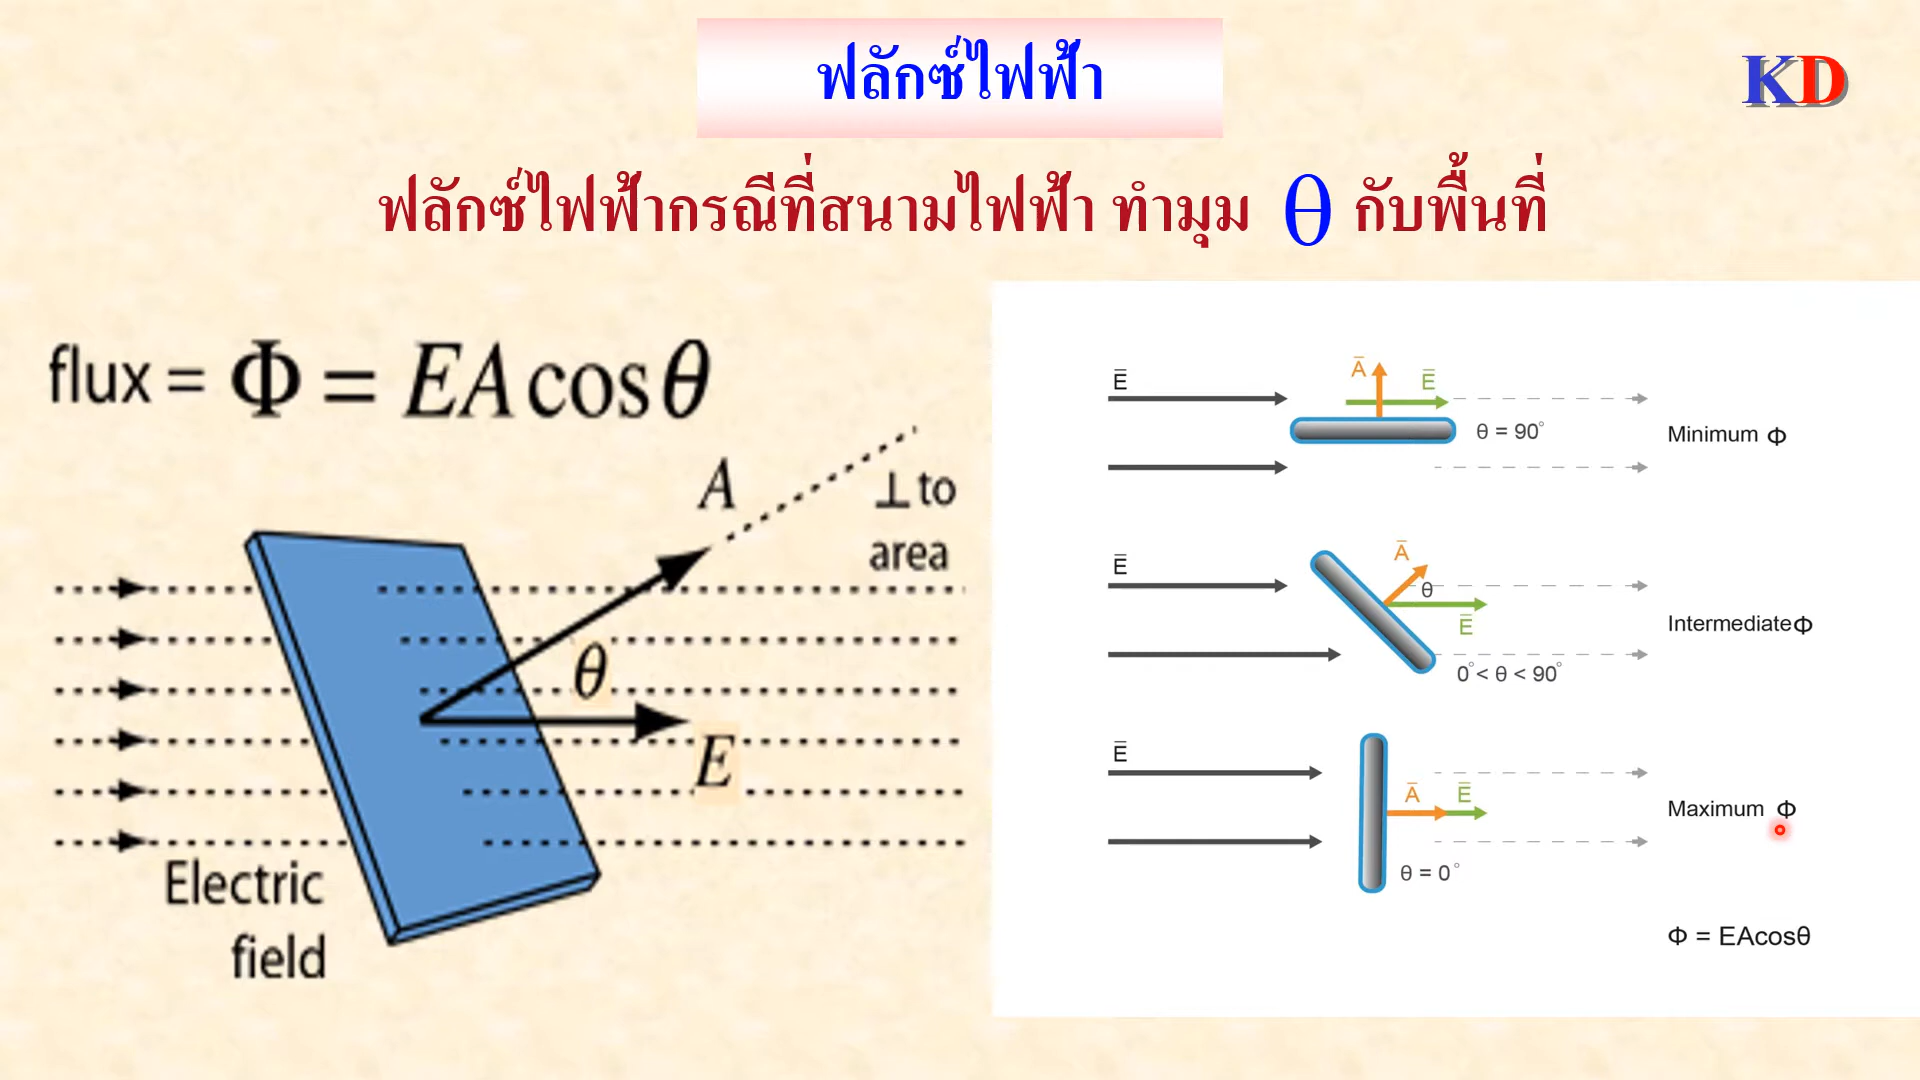 ฟลักซ์ไฟฟ้า
KD
ฟลักซ์ไฟฟ้ากรณีที่สนามไฟฟ้า ทำมุม θ กับพื้นที่
flux = Φ = EA cos θ
A
⊥ to
area
θ
E
Electric
field
E̅
A̅
E̅
θ = 90°
Minimum Φ
E̅
A̅
θ
E̅
0° < θ < 90°
Intermediate Φ
E̅
A̅
E̅
θ = 0°
Maximum Φ
Φ = EAcosθ